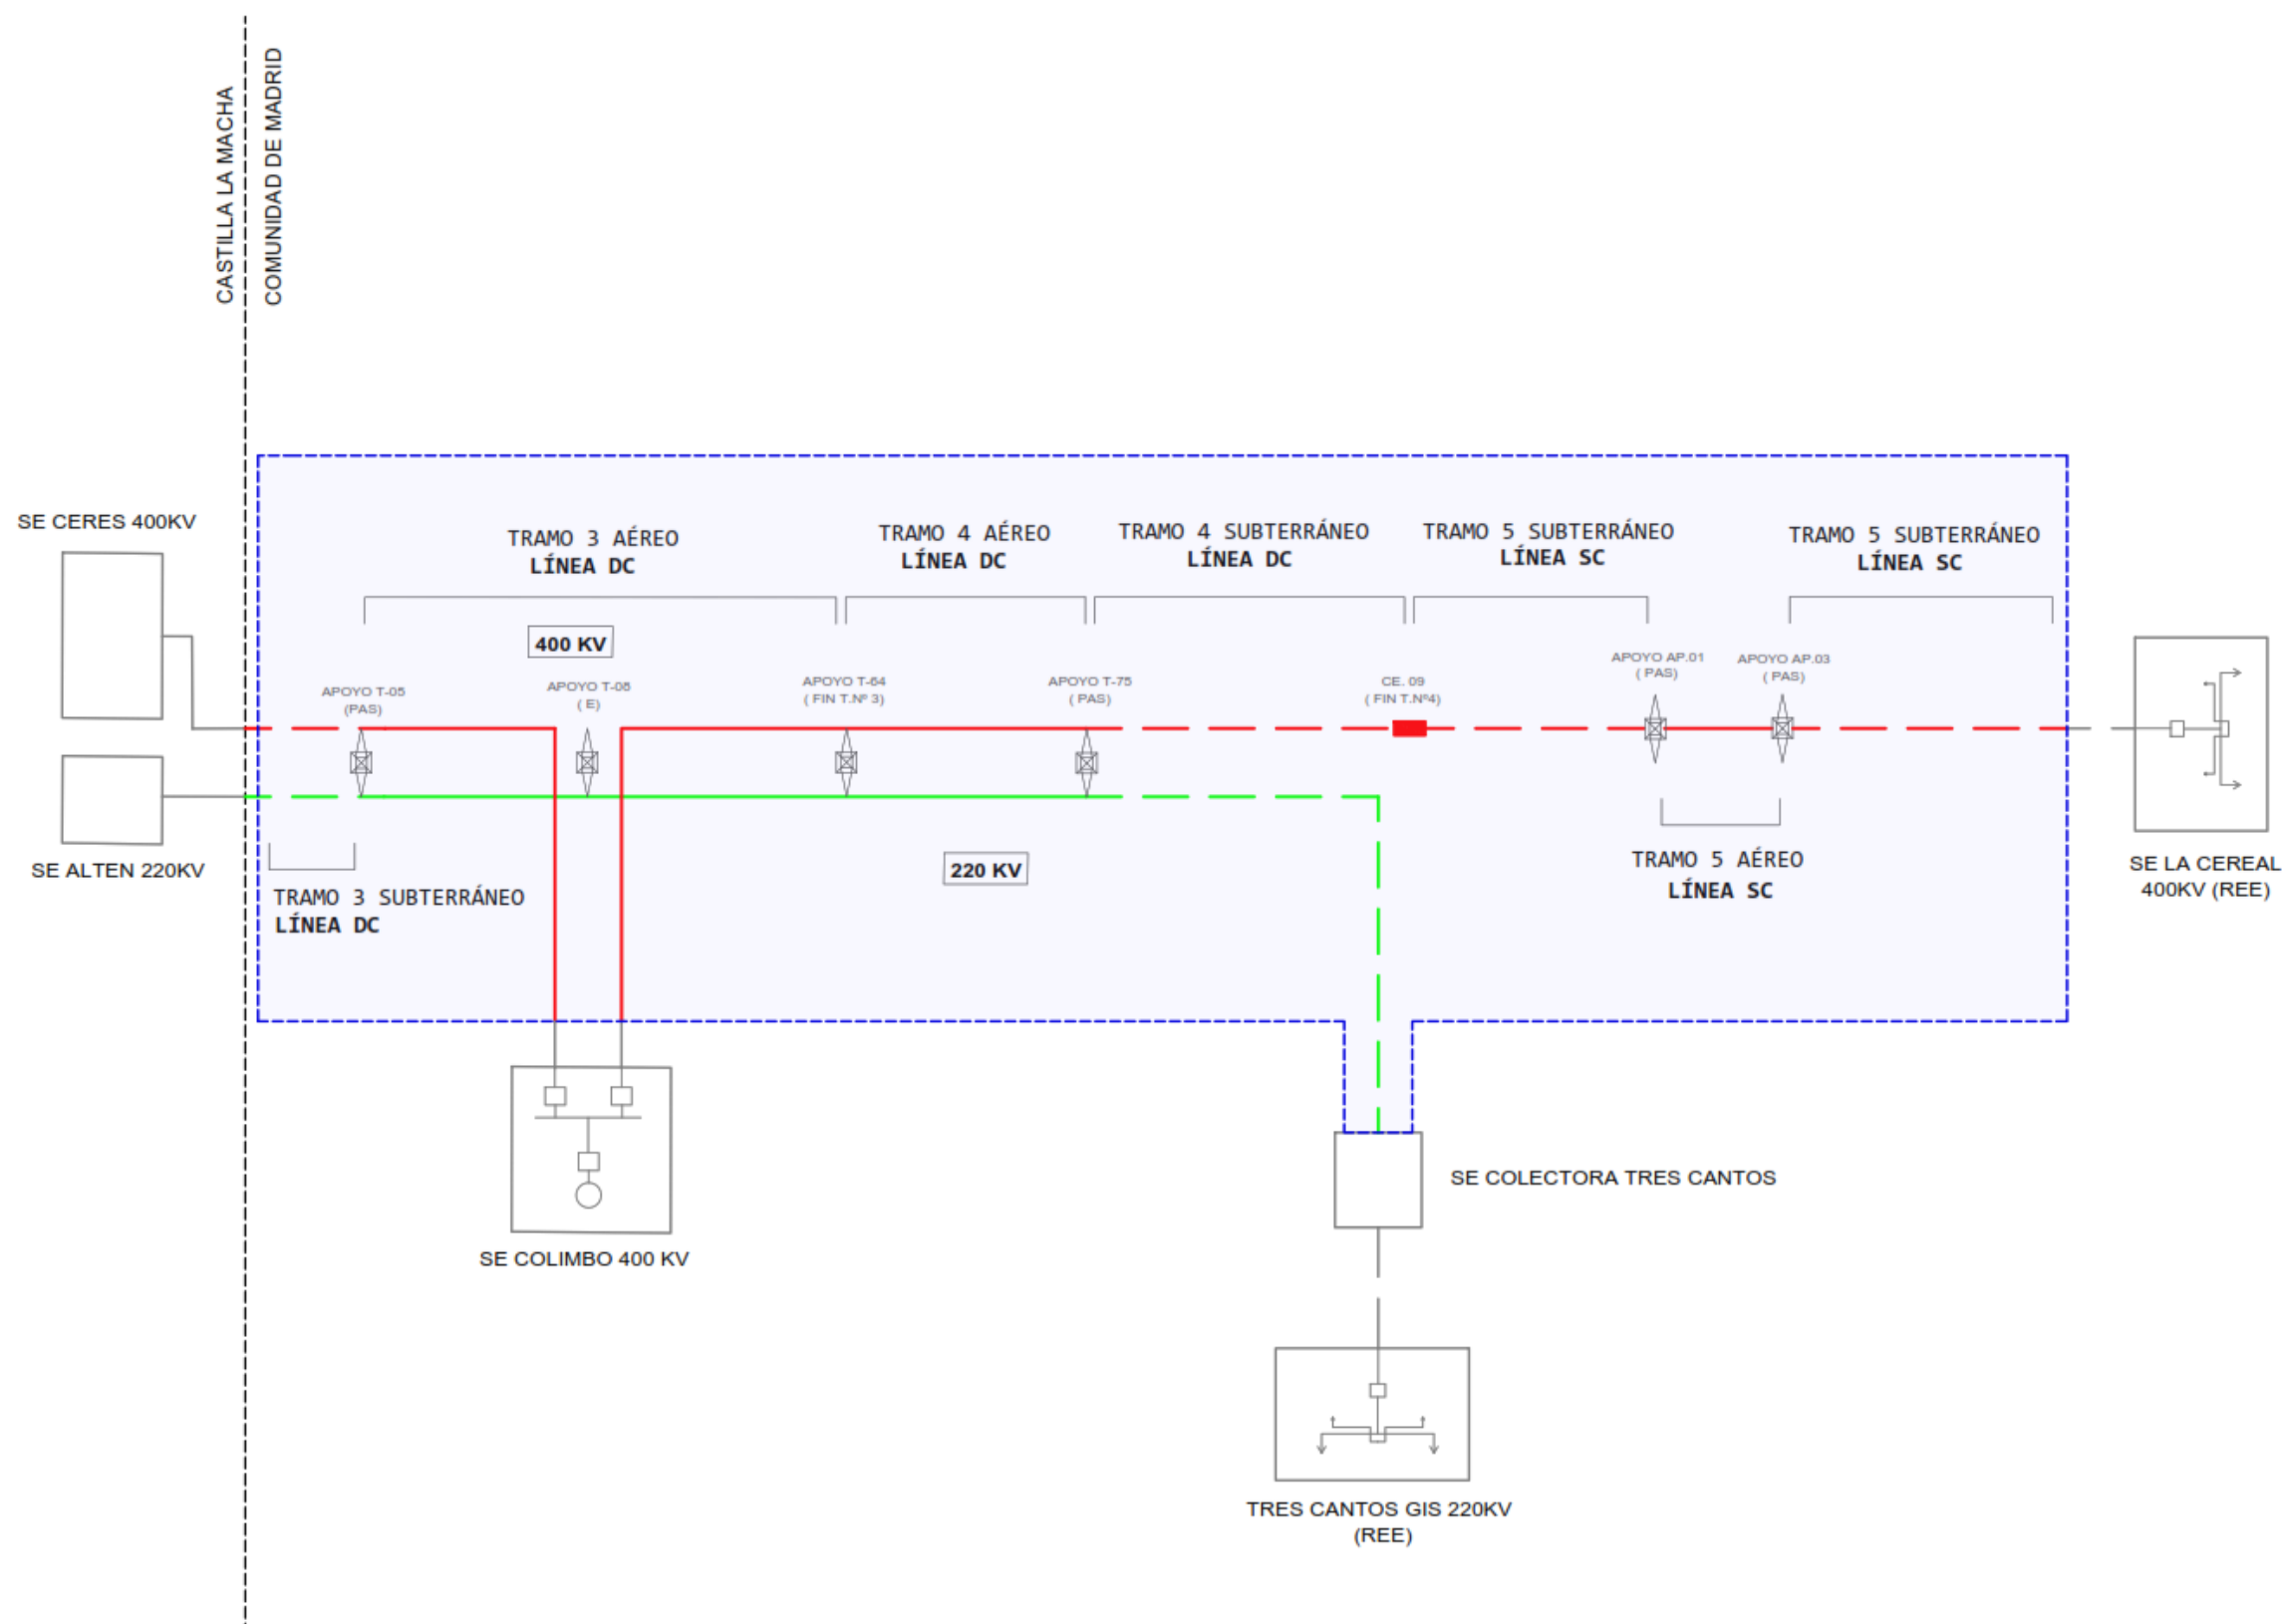 CASTILLA LA MACHA
COMUNIDAD DE MADRID
SE CERES 400KV
TRAMO 3 AÉREO
LÍNEA DC
TRAMO 4 AÉREO
LÍNEA DC
TRAMO 4 SUBTERRÁNEO
LÍNEA DC
TRAMO 5 SUBTERRÁNEO
LÍNEA SC
TRAMO 5 SUBTERRÁNEO
LÍNEA SC
400 KV
APOYO T-05
(PAS)
APOYO T-08
( E)
APOYO T-64
( FIN T.Nº 3)
APOYO T-75
( PAS)
CE. 09
( FIN T.Nº4)
APOYO AP.01
( PAS)
APOYO AP.03
( PAS)
SE ALTEN 220KV
TRAMO 3 SUBTERRÁNEO
LÍNEA DC
220 KV
TRAMO 5 AÉREO
LÍNEA SC
SE LA CEREAL
400KV (REE)
SE COLIMBO 400 KV
SE COLECTORA TRES CANTOS
TRES CANTOS GIS 220KV
(REE)